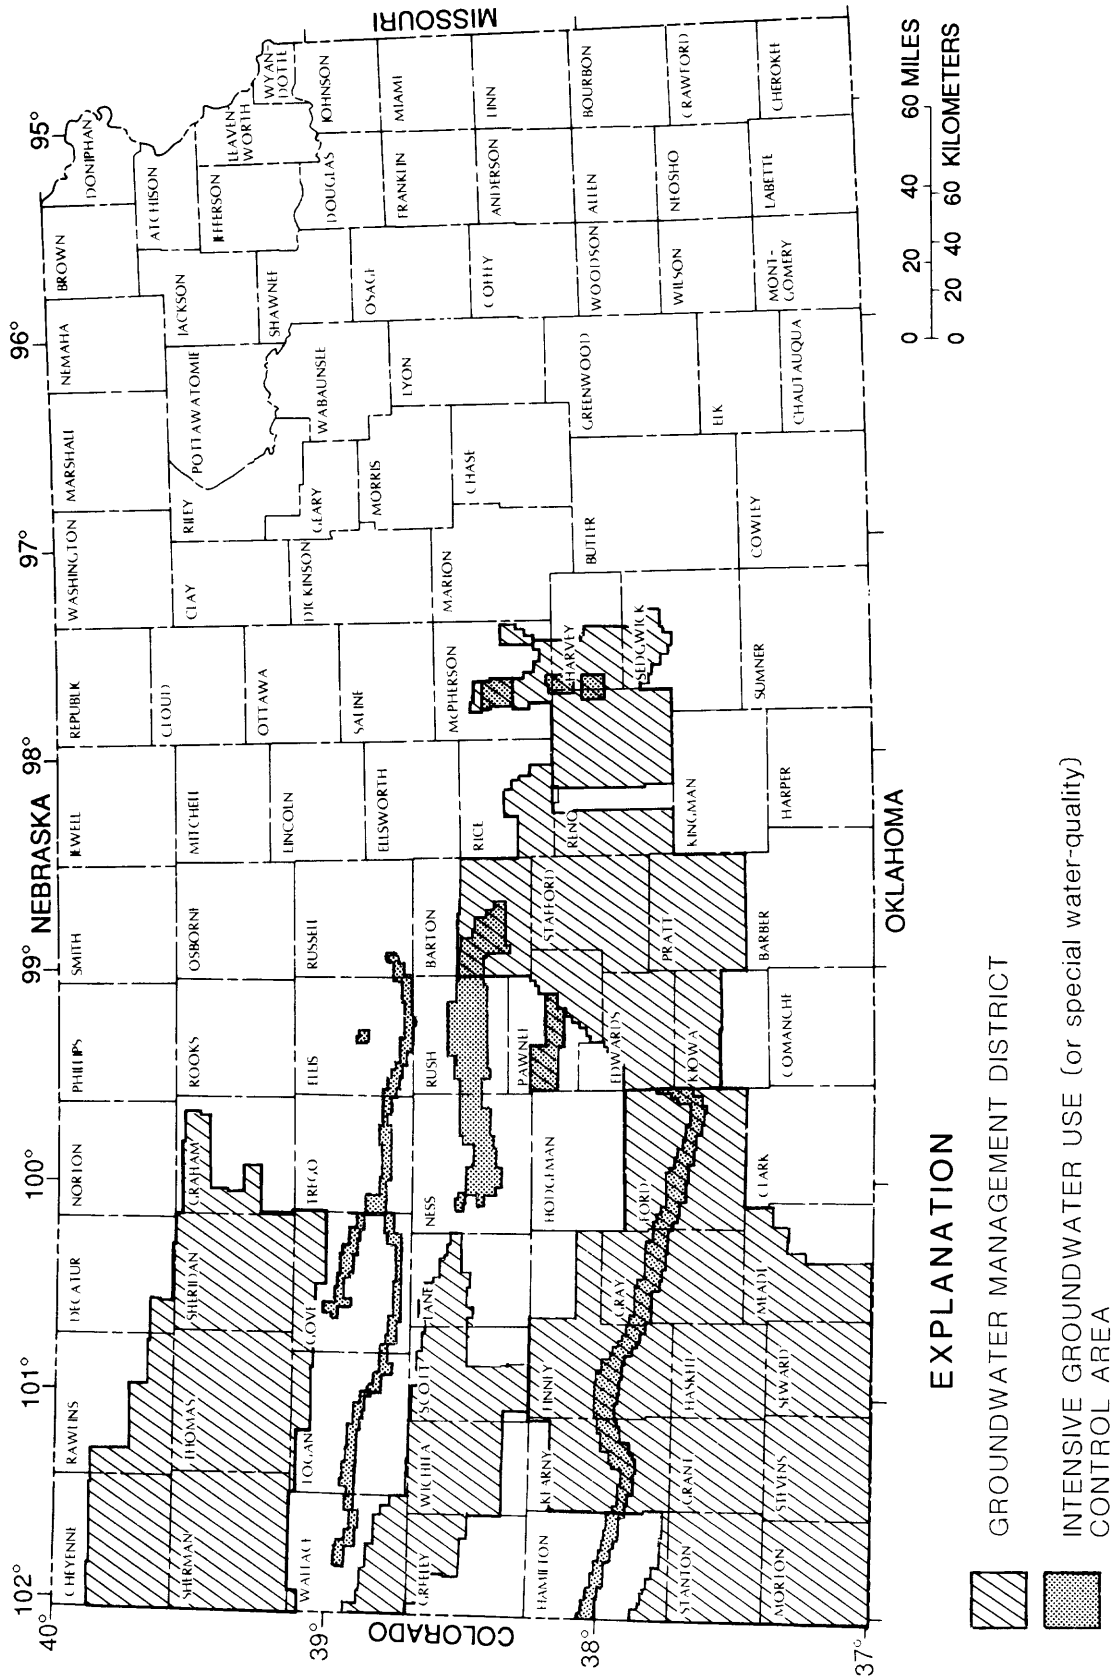 NEBRASKA
102°
101°
100°
99°
98°
97°
96°
95°
40°
39°
38°
37°
COLORADO
MISSOURI
OKLAHOMA
CHEYENNE
RAWLINS
DECATUR
NORTON
PHILLIPS
SMITH
JEWELL
REPUBLIC
WASHINGTON
MARSHALL
NEMAHA
BROWN
DONIPHAN
SHERMAN
THOMAS
SHERIDAN
GRAHAM
ROOKS
OSBORNE
MITCHELL
CLOUD
CLAY
RILEY
POTTAWATOMIE
JACKSON
ATCHISON
JEFFERSON
LEAVEN
WORTH
WYAN-
DOTTE
WALLACE
LOGAN
GOVE
TREGO
ELLIS
RUSSELL
LINCOLN
OTTAWA
DICKINSON
GEARY
WABAUNSEE
SHAWNEE
DOUGLAS
JOHNSON
ELLSWORTH
SALINE
MORRIS
OSAGE
GREELEY
WICHITA
SCOTT
LANE
NESS
RUSH
BARTON
RICE
McPHERSON
MARION
CHASE
LYON
COFFEY
FRANKLIN
MIAMI
ANDERSON
LINN
HAMILTON
KEARNY
FINNEY
HODGEMAN
PAWNEE
STAFFORD
RENO
HARVEY
BUTLER
GREENWOOD
WOODSON
ALLEN
BOURBON
GRAY
FORD
EDWARDS
SEDGWICK
STANTON
GRANT
HASKELL
KIOWA
PRATT
KINGMAN
ELK
WILSON
NEOSHO
CRAWFORD
MORTON
STEVENS
SEWARD
MEADE
CLARK
COMANCHE
BARBER
HARPER
SUMNER
COWLEY
CHAUTAUQUA
MONT-
GOMERY
LABETTE
CHEROKEE
0 20 40 60 MILES
0 20 40 60 KILOMETERS
EXPLANATION
GROUNDWATER MANAGEMENT DISTRICT
INTENSIVE GROUNDWATER USE (or special water-quality)
CONTROL AREA